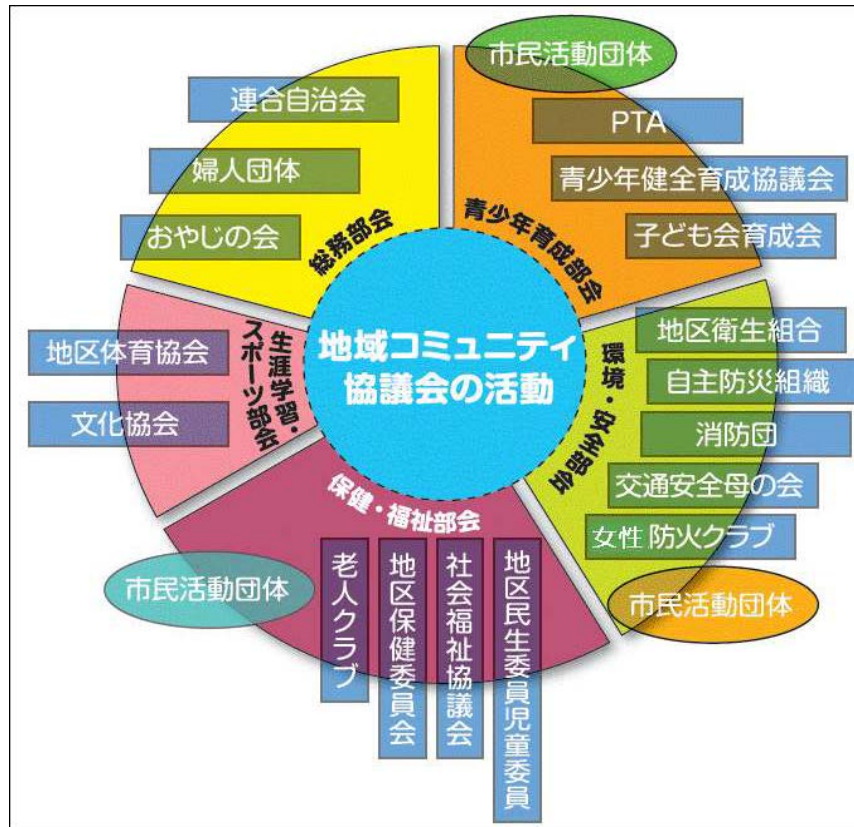 市民活動団体
連合自治会
婦人団体
おやじの会
総務部会
PTA
青少年健全育成協議会
子ども会育成会
青少年育成部会
地区衛生組合
自主防災組織
消防団
交通安全母の会
女性防火クラブ
環境・安全部会
市民活動団体
地域コミュニティ
協議会の活動
地区体育協会
文化協会
生涯学習・
スポーツ部会
保健・福祉部会
市民活動団体
老人クラブ
地区保健委員会
社会福祉協議会
地区民生委員児童委員